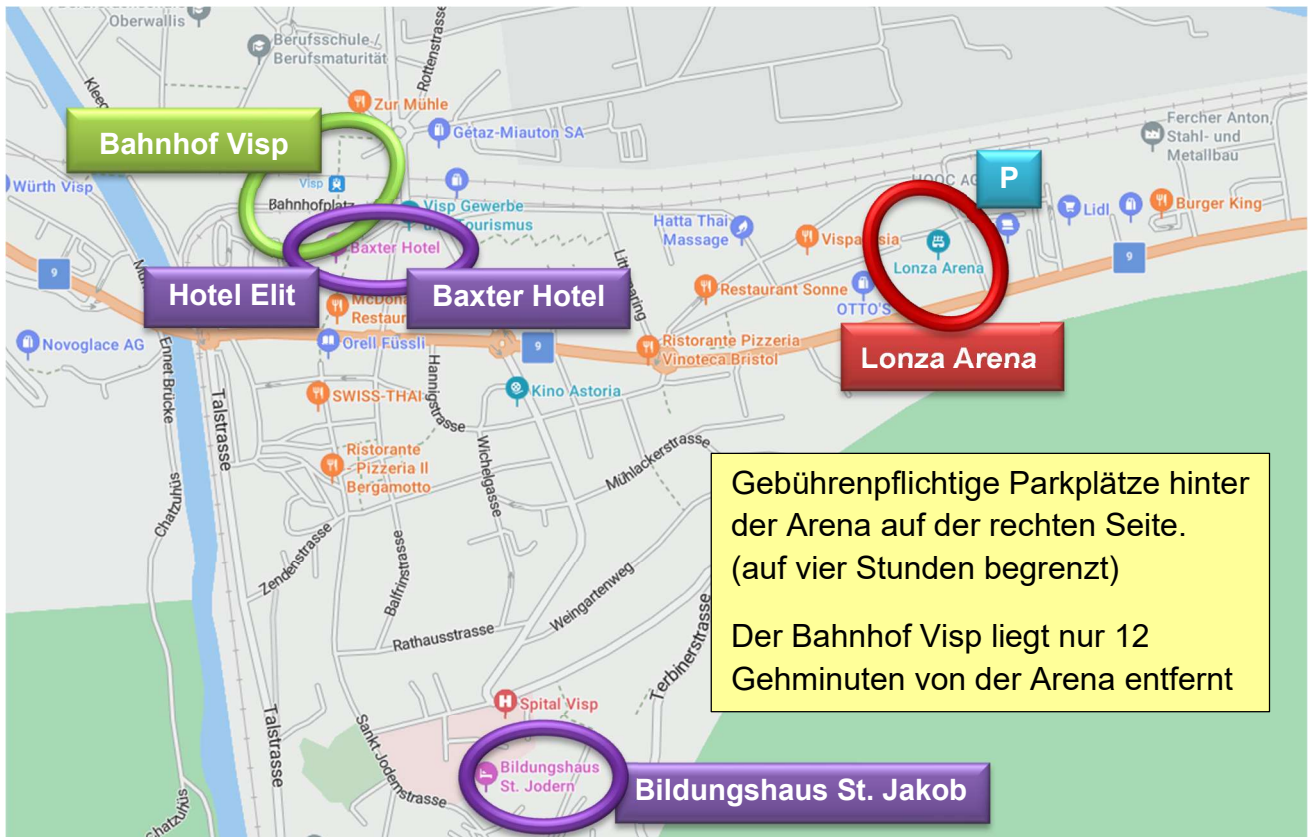 Oberwallis
Berufsschule /
Berufsmaturität
Rottenstrasse
Zur Mühle
Gétaz-Miauton SA
Fercher Anton,
Stahl- und
Metallbau
Bahnhof Visp
Würth Visp
Visp
Bahnhofplatz
Visp Gewerbe
Tourismus
Baxter Hotel
Hatta Thai
Massage
HOOC AG
P
Lidl
Burger King
Lonza Arena
9
9
Hotel Elit
Baxter Hotel
Restaurant Sonne
OTTO'S
Novoglace AG
Orell Füssli
9
Ristorante Pizzeria
Vinoteca Bristol
Lonza Arena
Ennet Brücke
Talstrasse
SWISS-THAI
Hannigstrasse
Kino Astoria
Ristorante
Pizzeria Il
Bergamotto
Wichelgasse
Mühlackerstrasse
Chatzuhüs
Zendenstrasse
Balfrinstrasse
Weingartenweg
Rathausstrasse
Terbinerstrasse
Gebührenpflichtige Parkplätze hinter
der Arena auf der rechten Seite.
(auf vier Stunden begrenzt)
Der Bahnhof Visp liegt nur 12
Gehminuten von der Arena entfernt
Spital Visp
Talstrasse
Sankt-Jodernstrasse
Bildungshaus
St. Jodern
Bildungshaus St. Jakob
Chatzuhüs